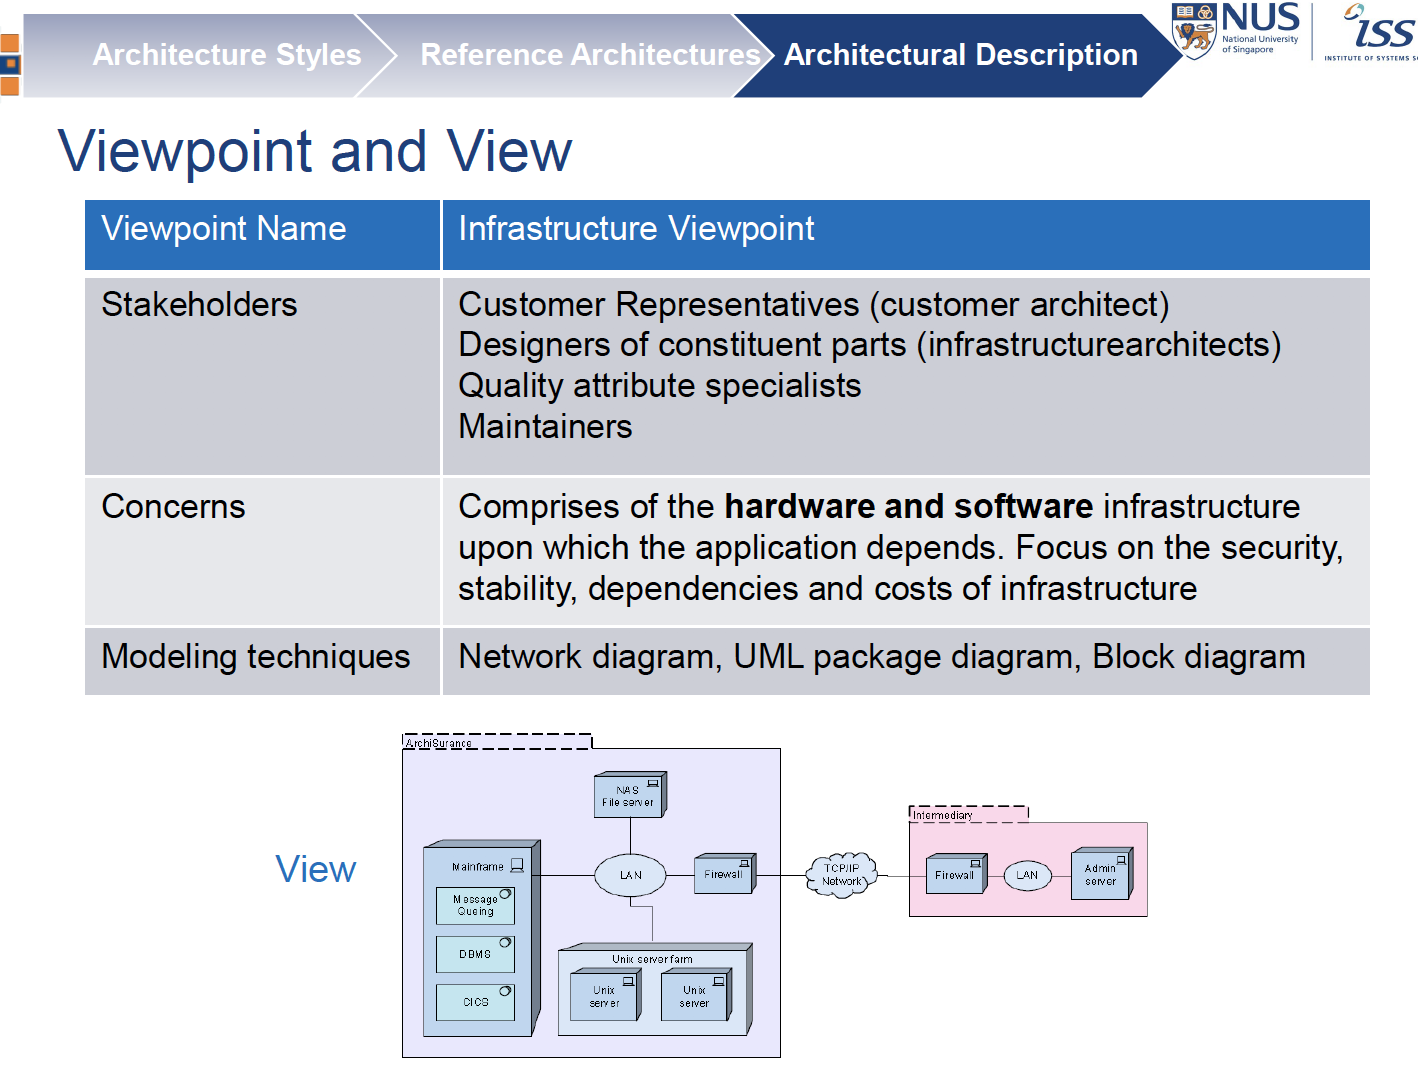 Architecture Styles
Reference Architectures
Architectural Description
NUS
National University
of Singapore
iss
INSTITUTE OF SYSTEMS
Viewpoint and View
Viewpoint Name
Infrastructure Viewpoint
Stakeholders
Customer Representatives (customer architect)
Designers of constituent parts (infrastructurearchitects)
Quality attribute specialists
Maintainers
Concerns
Comprises of the hardware and software infrastructure
upon which the application depends. Focus on the security,
stability, dependencies and costs of infrastructure
Modeling techniques
Network diagram, UML package diagram, Block diagram
View
ArchiSurance
NAS
File server
Mainframe
Message
Queing
DBMS
CICS
LAN
Firewall
Unix server farm
Unix
server
Unix
server
TCP/IP
Network
Intermediary
Firewall
LAN
Admin
server